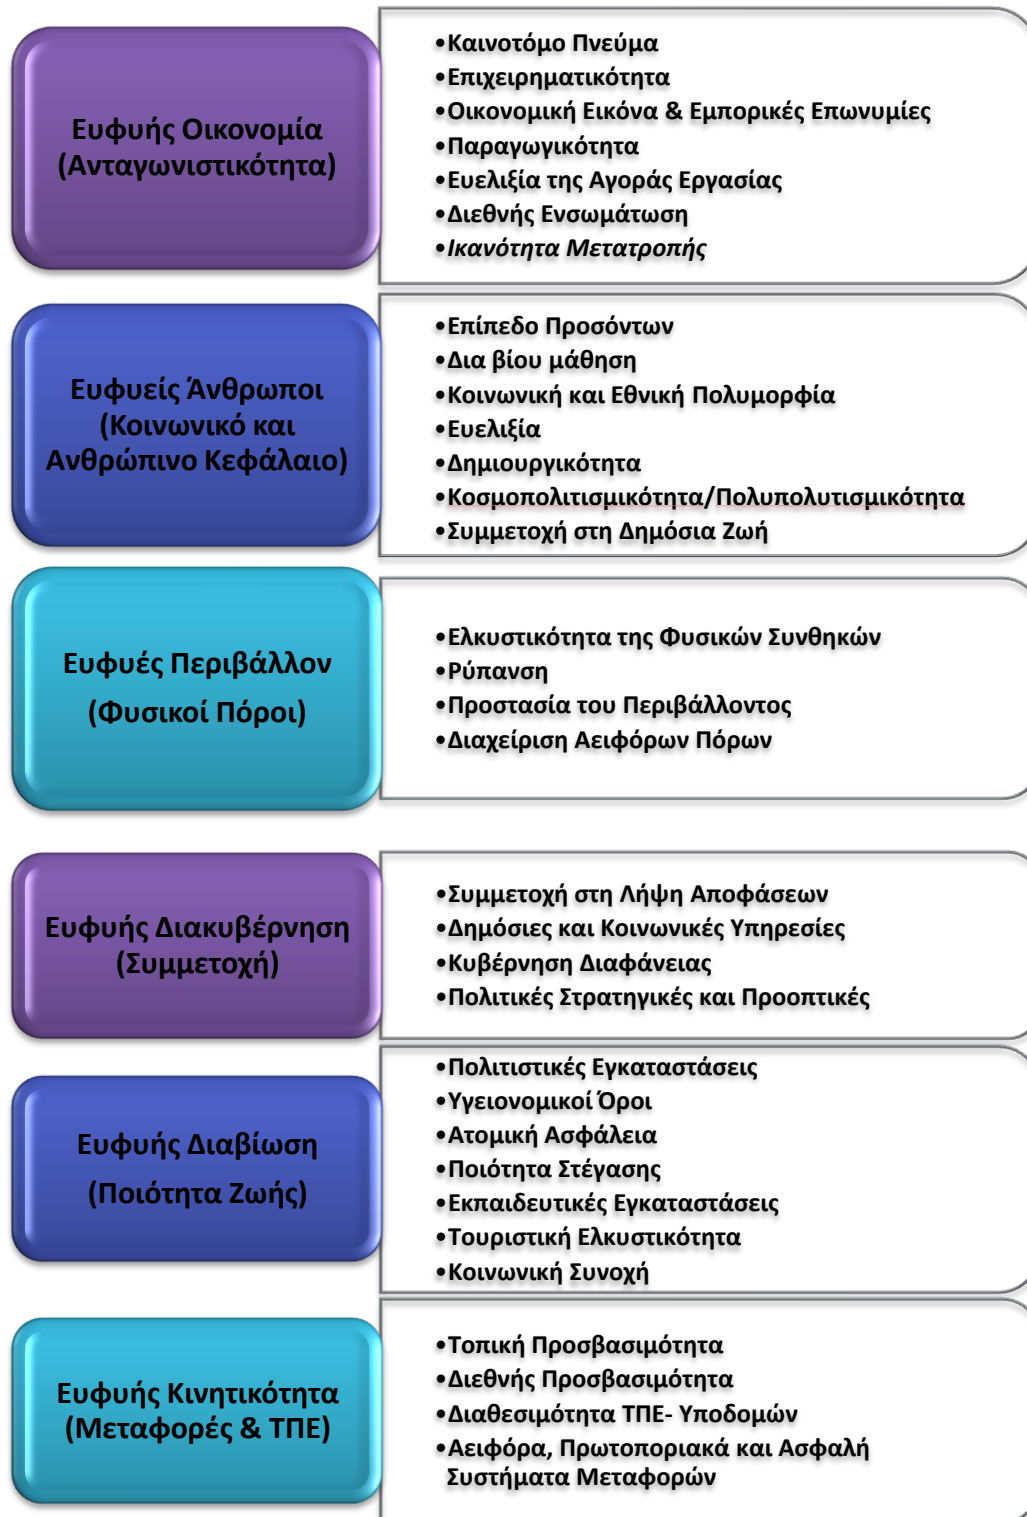 Ευφυής Οικονομία
(Ανταγωνιστικότητα)
•Καινοτόμο Πνεύμα
•Επιχειρηματικότητα
•Οικονομική Εικόνα & Εμπορικές Επωνυμίες
•Παραγωγικότητα
•Ευελιξία της Αγοράς Εργασίας
•Διεθνής Ενσωμάτωση
•Ικανότητα Μετατροπής
Ευφυείς Άνθρωποι
(Κοινωνικό και
Ανθρώπινο Κεφάλαιο)
•Επίπεδο Προσόντων
•Δια βίου μάθηση
•Κοινωνική και Εθνική Πολυμορφία
•Ευελιξία
•Δημιουργικότητα
•Κοσμοπολιτισμικότητα/Πολυπολυτισμικότητα
•Συμμετοχή στη Δημόσια Ζωή
Ευφυές Περιβάλλον
(Φυσικοί Πόροι)
•Ελκυστικότητα της Φυσικών Συνθηκών
•Ρύπανση
•Προστασία του Περιβάλλοντος
•Διαχείριση Αειφόρων Πόρων
Ευφυής Διακυβέρνηση
(Συμμετοχή)
•Συμμετοχή στη Λήψη Αποφάσεων
•Δημόσιες και Κοινωνικές Υπηρεσίες
•Κυβέρνηση Διαφάνειας
•Πολιτικές Στρατηγικές και Προοπτικές
Ευφυής Διαβίωση
(Ποιότητα Ζωής)
•Πολιτιστικές Εγκαταστάσεις
•Υγειονομικοί Όροι
•Ατομική Ασφάλεια
•Ποιότητα Στέγασης
•Εκπαιδευτικές Εγκαταστάσεις
•Τουριστική Ελκυστικότητα
•Κοινωνική Συνοχή
Ευφυής Κινητικότητα
(Μεταφορές & ΤΠΕ)
•Τοπική Προσβασιμότητα
•Διεθνής Προσβασιμότητα
•Διαθεσιμότητα ΤΠΕ- Υποδομών
•Αειφόρα, Πρωτοποριακά και Ασφαλή
Συστήματα Μεταφορών